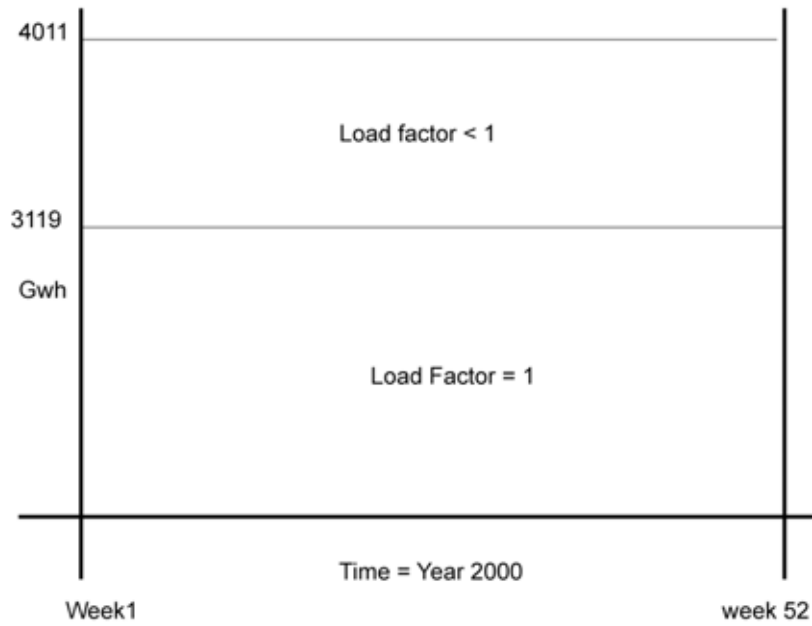 4011
Load factor < 1
3119
Gwh
Load Factor = 1
Time = Year 2000
Week1
week 52